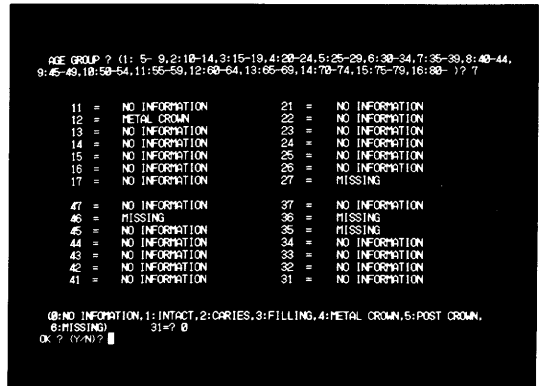 AGE GROUP ? (1: 5- 9,2:10-14,3:15-19,4:20-24,5:25-29,6:30-34,7:35-39,8:40-44,
9:45-49,10:50-54,11:55-59,12:60-64,13:65-69,14:70-74,15:75-79,16:80- )? 7
11 = NO INFORMATION 21 = NO INFORMATION
12 = METAL CROWN 22 = NO INFORMATION
13 = NO INFORMATION 23 = NO INFORMATION
14 = NO INFORMATION 24 = NO INFORMATION
15 = NO INFORMATION 25 = NO INFORMATION
16 = NO INFORMATION 26 = NO INFORMATION
17 = NO INFORMATION 27 = MISSING
47 = NO INFORMATION 37 = NO INFORMATION
46 = MISSING 36 = MISSING
45 = NO INFORMATION 35 = MISSING
44 = NO INFORMATION 34 = NO INFORMATION
43 = NO INFORMATION 33 = NO INFORMATION
42 = NO INFORMATION 32 = NO INFORMATION
41 = NO INFORMATION 31 = NO INFORMATION
(0:NO INFOMATION,1:INTACT,2:CARIES,3:FILLING,4:METAL CROWN,5:POST CROWN,
6:MISSING) 31=? 0
OK ? (Y/N)?